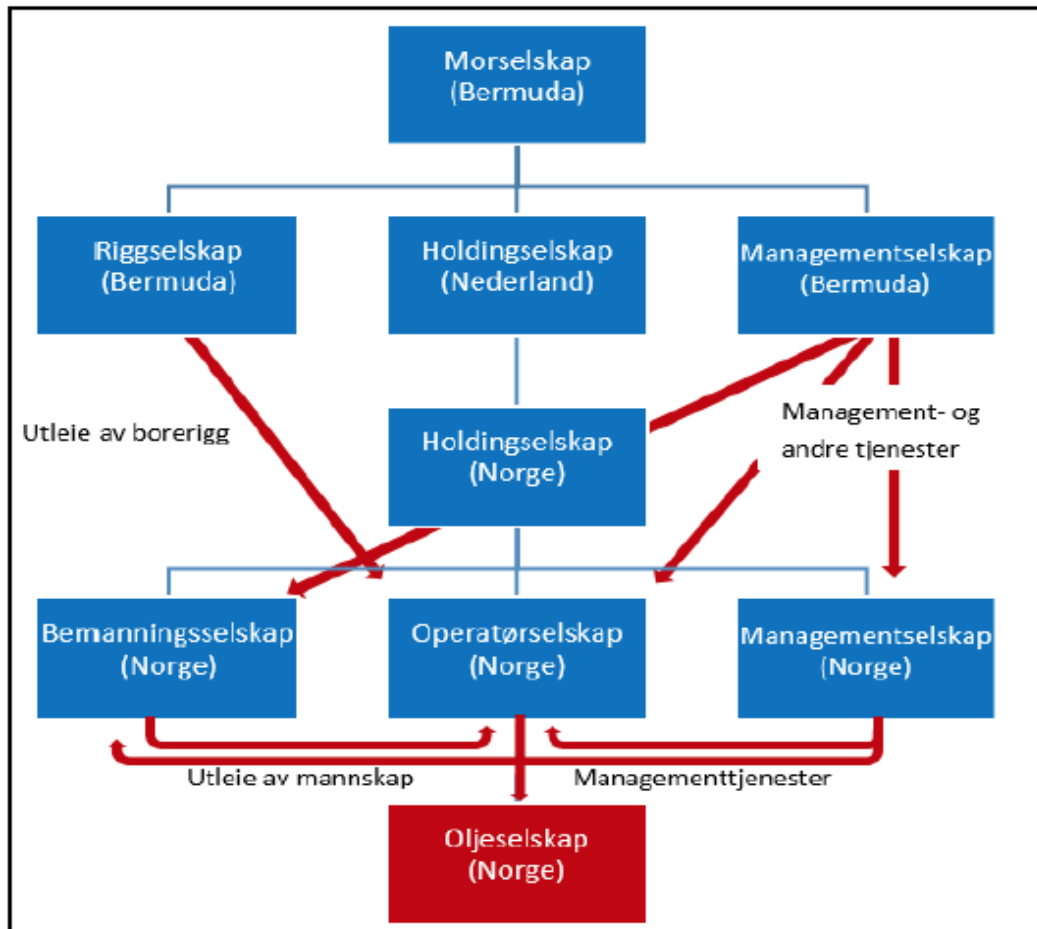 Morselskap
(Bermuda)
Riggselskap
(Bermuda)
Holdingselskap
(Nederland)
Managementselskap
(Bermuda)
Utleie av borerigg
Management- og
andre tjenester
Holdingselskap
(Norge)
Bemanningsselskap
(Norge)
Operatørselskap
(Norge)
Managementselskap
(Norge)
Utleie av mannskap
Managementtjenester
Oljeselskap
(Norge)